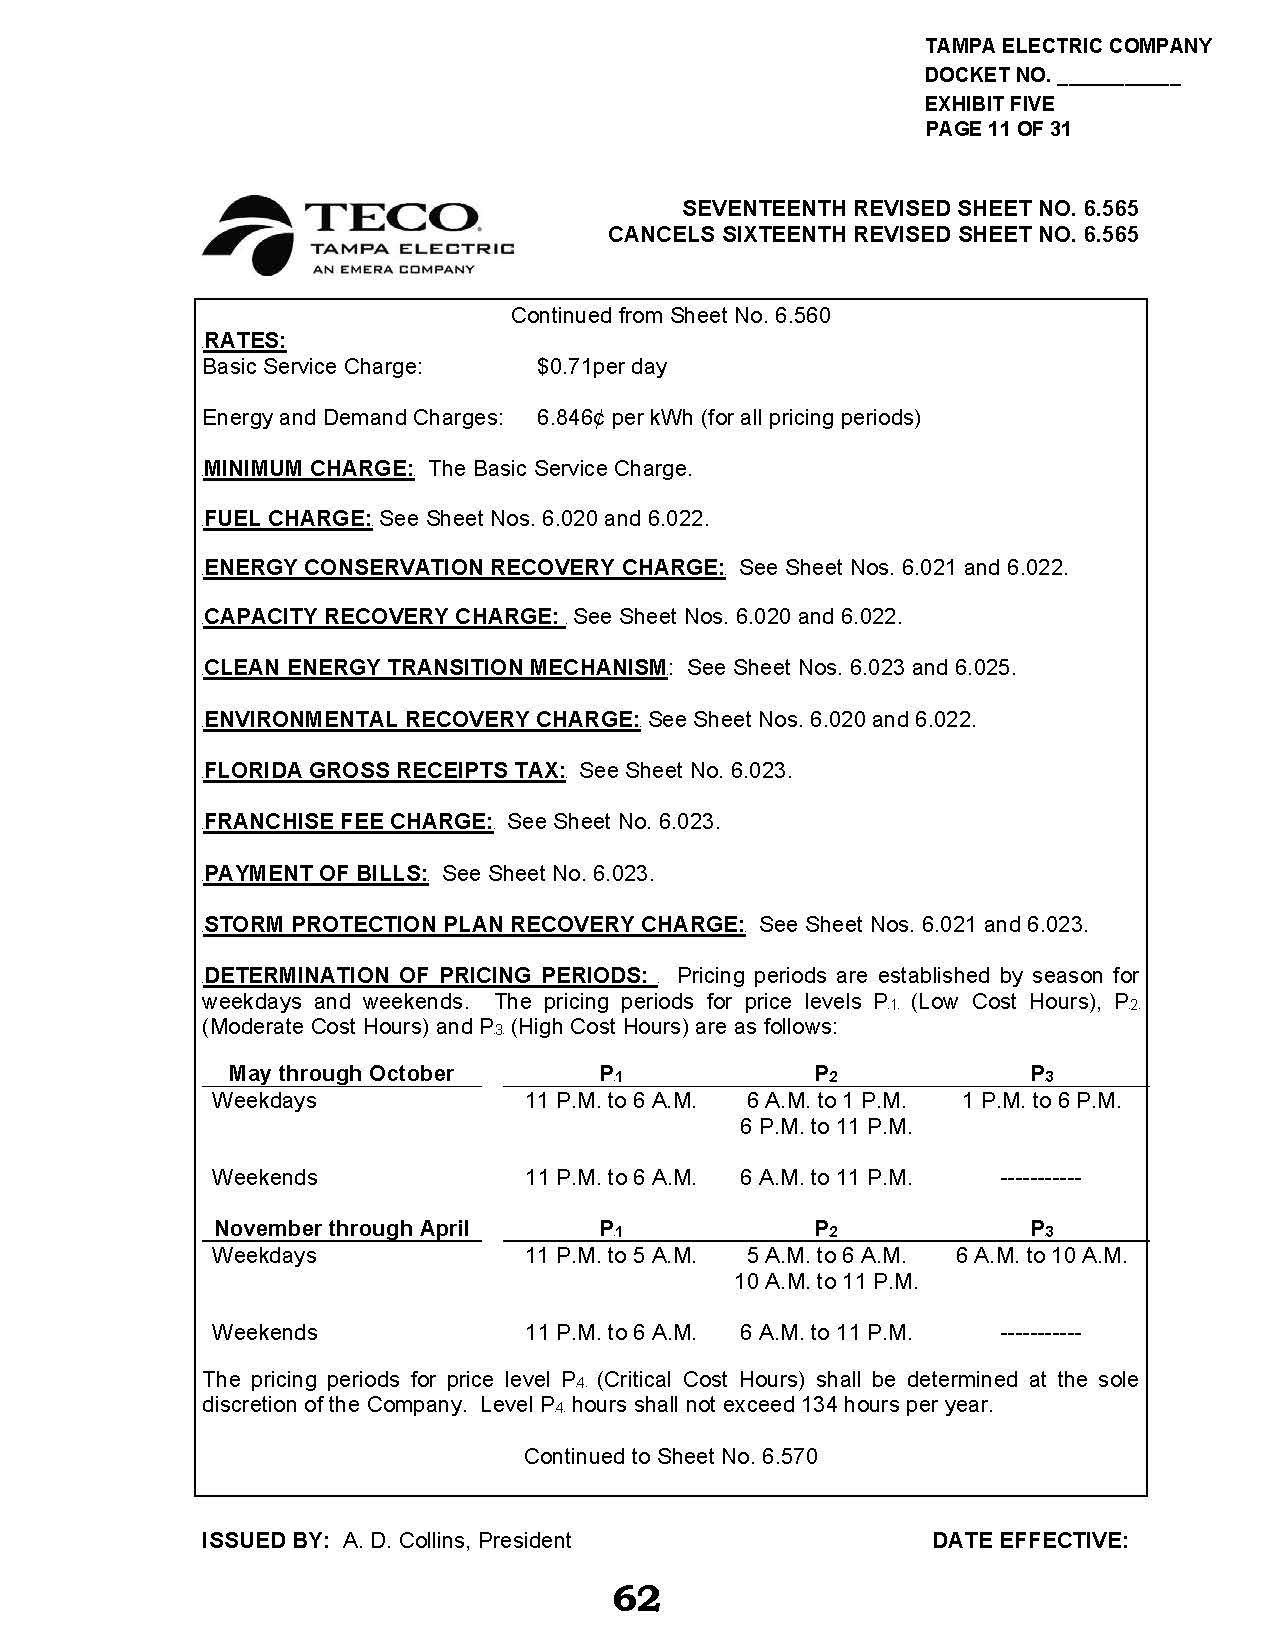 TAMPA ELECTRIC COMPANY
DOCKET NO. ___________
EXHIBIT FIVE
PAGE 11 OF 31
TECO.
TAMPA ELECTRIC
AN EMERA COMPANY
SEVENTEENTH REVISED SHEET NO. 6.565
CANCELS SIXTEENTH REVISED SHEET NO. 6.565
Continued from Sheet No. 6.560
RATES:
Basic Service Charge: $0.71per day
Energy and Demand Charges: 6.846¢ per kWh (for all pricing periods)
MINIMUM CHARGE: The Basic Service Charge.
FUEL CHARGE: See Sheet Nos. 6.020 and 6.022.
ENERGY CONSERVATION RECOVERY CHARGE: See Sheet Nos. 6.021 and 6.022.
CAPACITY RECOVERY CHARGE: See Sheet Nos. 6.020 and 6.022.
CLEAN ENERGY TRANSITION MECHANISM: See Sheet Nos. 6.023 and 6.025.
ENVIRONMENTAL RECOVERY CHARGE: See Sheet Nos. 6.020 and 6.022.
FLORIDA GROSS RECEIPTS TAX: See Sheet No. 6.023.
FRANCHISE FEE CHARGE: See Sheet No. 6.023.
PAYMENT OF BILLS: See Sheet No. 6.023.
STORM PROTECTION PLAN RECOVERY CHARGE: See Sheet Nos. 6.021 and 6.023.
DETERMINATION OF PRICING PERIODS: Pricing periods are established by season for
weekdays and weekends. The pricing periods for price levels P1 (Low Cost Hours), P2
(Moderate Cost Hours) and P3 (High Cost Hours) are as follows:
May through October P1 P2 P3
Weekdays 11 P.M. to 6 A.M. 6 A.M. to 1 P.M. 1 P.M. to 6 P.M.
6 P.M. to 11 P.M.
Weekends 11 P.M. to 6 A.M. 6 A.M. to 11 P.M. -----------
November through April P1 P2 P3
Weekdays 11 P.M. to 5 A.M. 5 A.M. to 6 A.M. 6 A.M. to 10 A.M.
10 A.M. to 11 P.M.
Weekends 11 P.M. to 6 A.M. 6 A.M. to 11 P.M. -----------
The pricing periods for price level P4 (Critical Cost Hours) shall be determined at the sole
discretion of the Company. Level P4 hours shall not exceed 134 hours per year.
Continued to Sheet No. 6.570
ISSUED BY: A. D. Collins, President DATE EFFECTIVE:
62